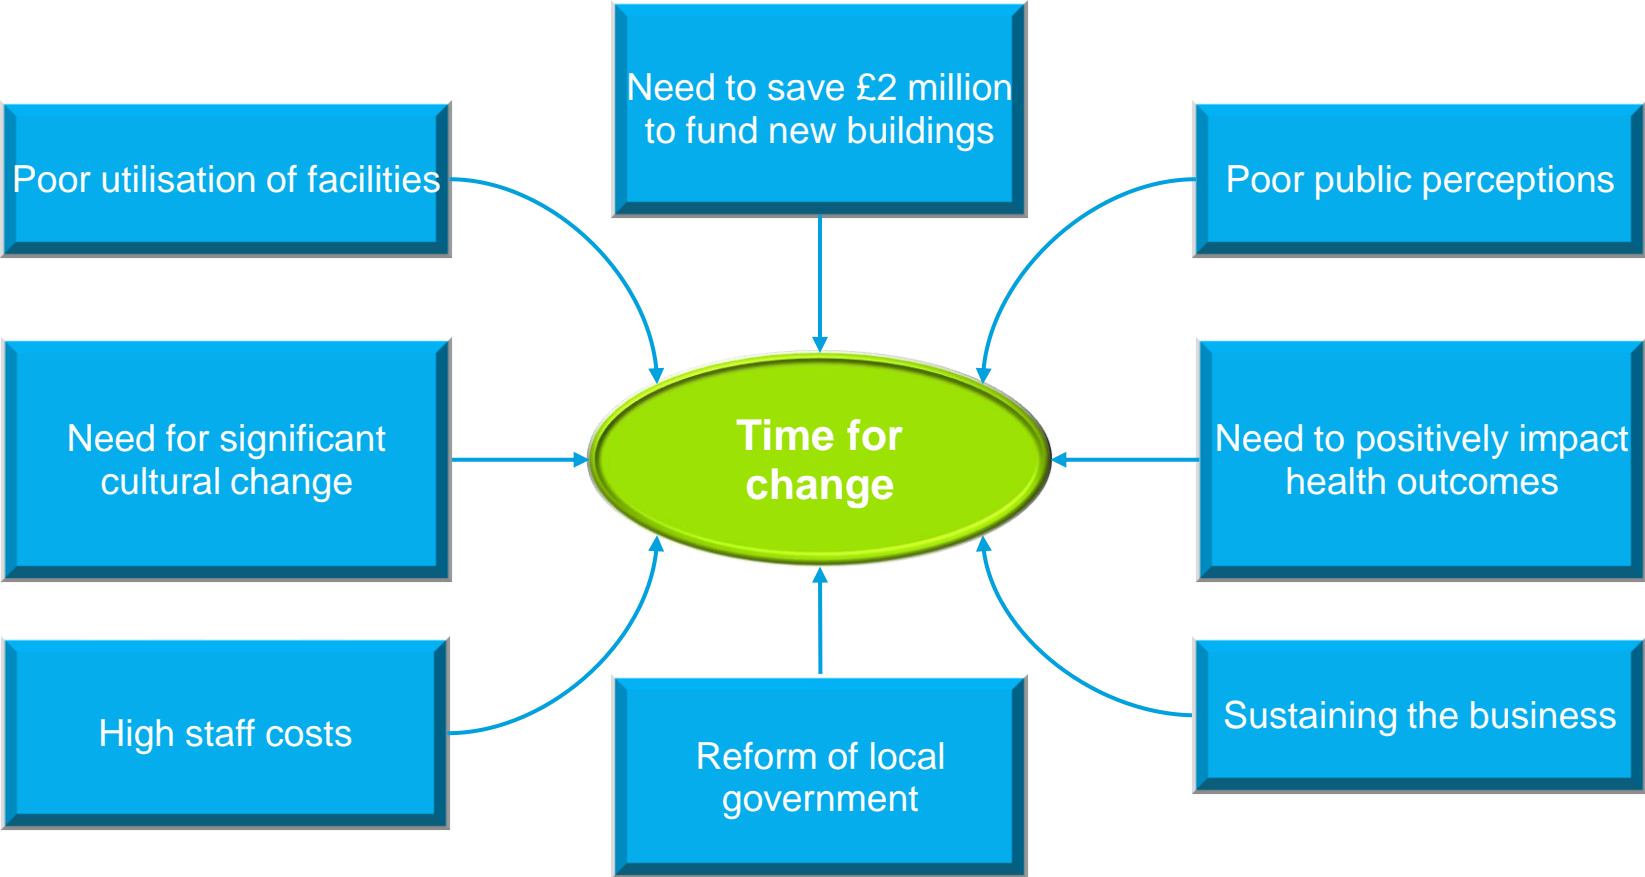 Need to save £2 million
to fund new buildings
Poor utilisation of facilities
Poor public perceptions
Need for significant
cultural change
Time for
change
Need to positively impact
health outcomes
High staff costs
Reform of local
government
Sustaining the business